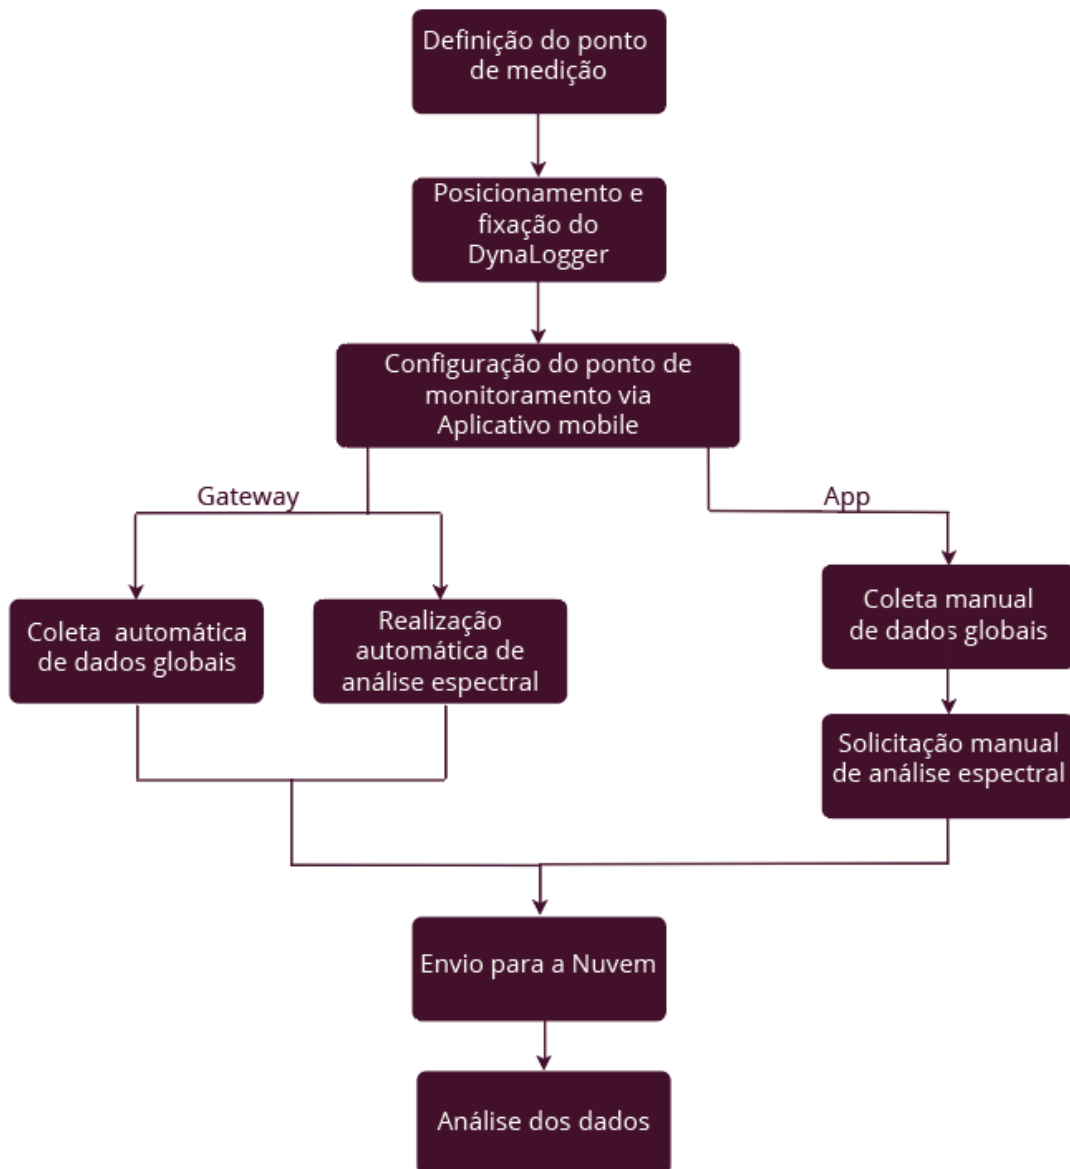 Definição do ponto
de medição
Posicionamento e
fixação do
DynaLogger
Configuração do ponto de
monitoramento via
Aplicativo mobile
Gateway
App
Coleta automática
de dados globais
Realização
automática de
análise espectral
Coleta manual
de dados globais
Solicitação manual
de análise espectral
Envio para a Nuvem
Análise dos dados